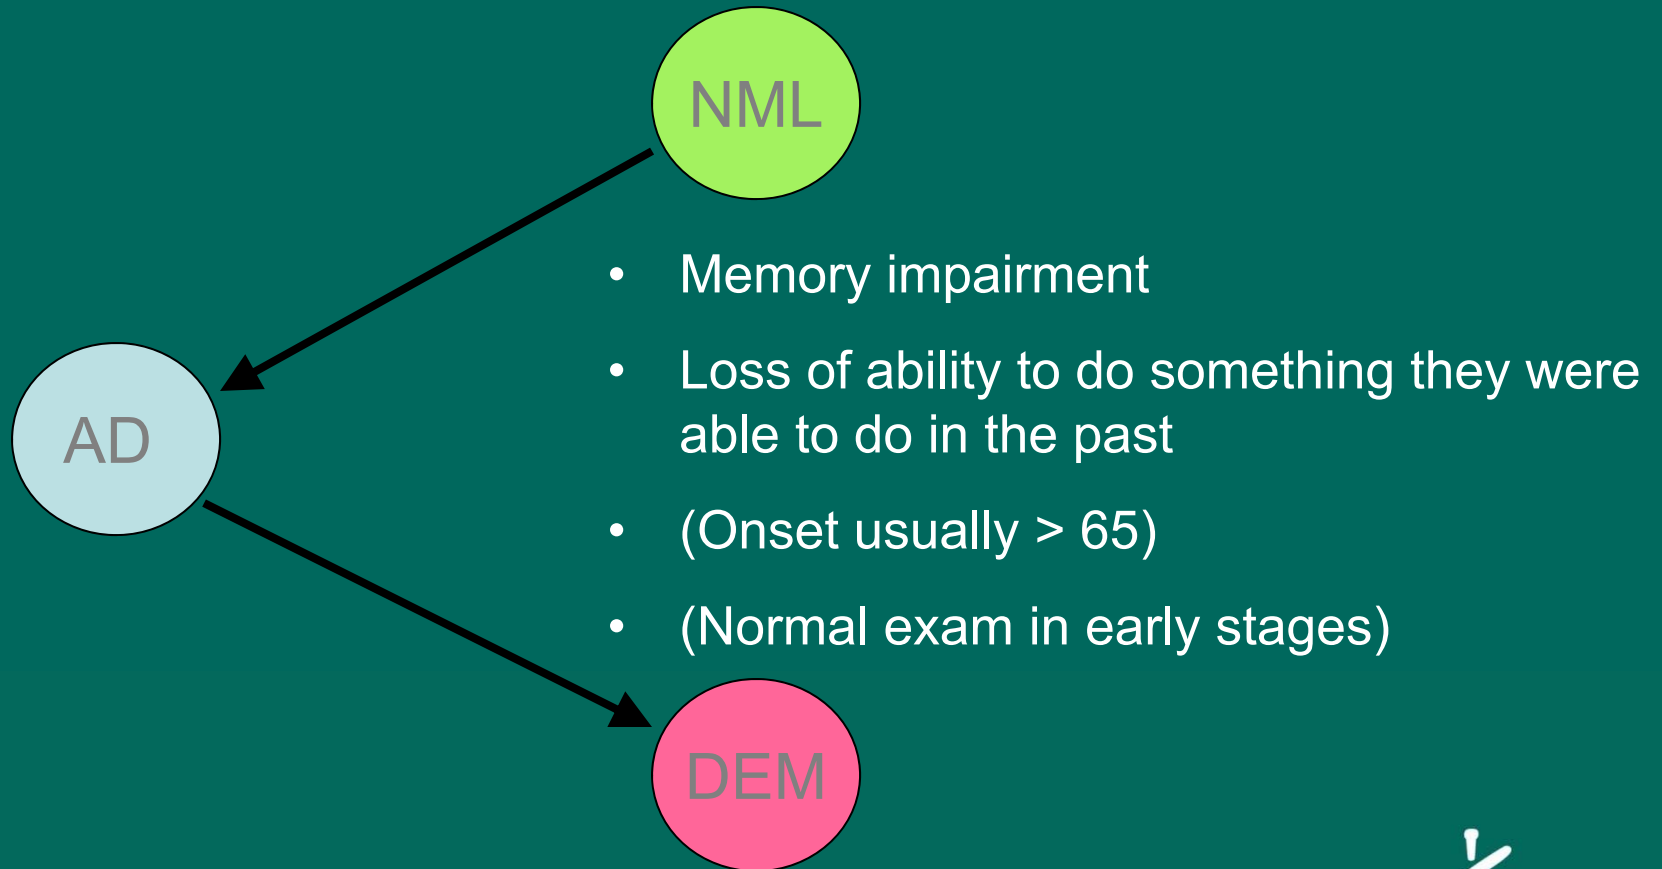 NML
• Memory impairment
• Loss of ability to do something they were
able to do in the past
AD
• (Onset usually > 65)
• (Normal exam in early stages)
DEM